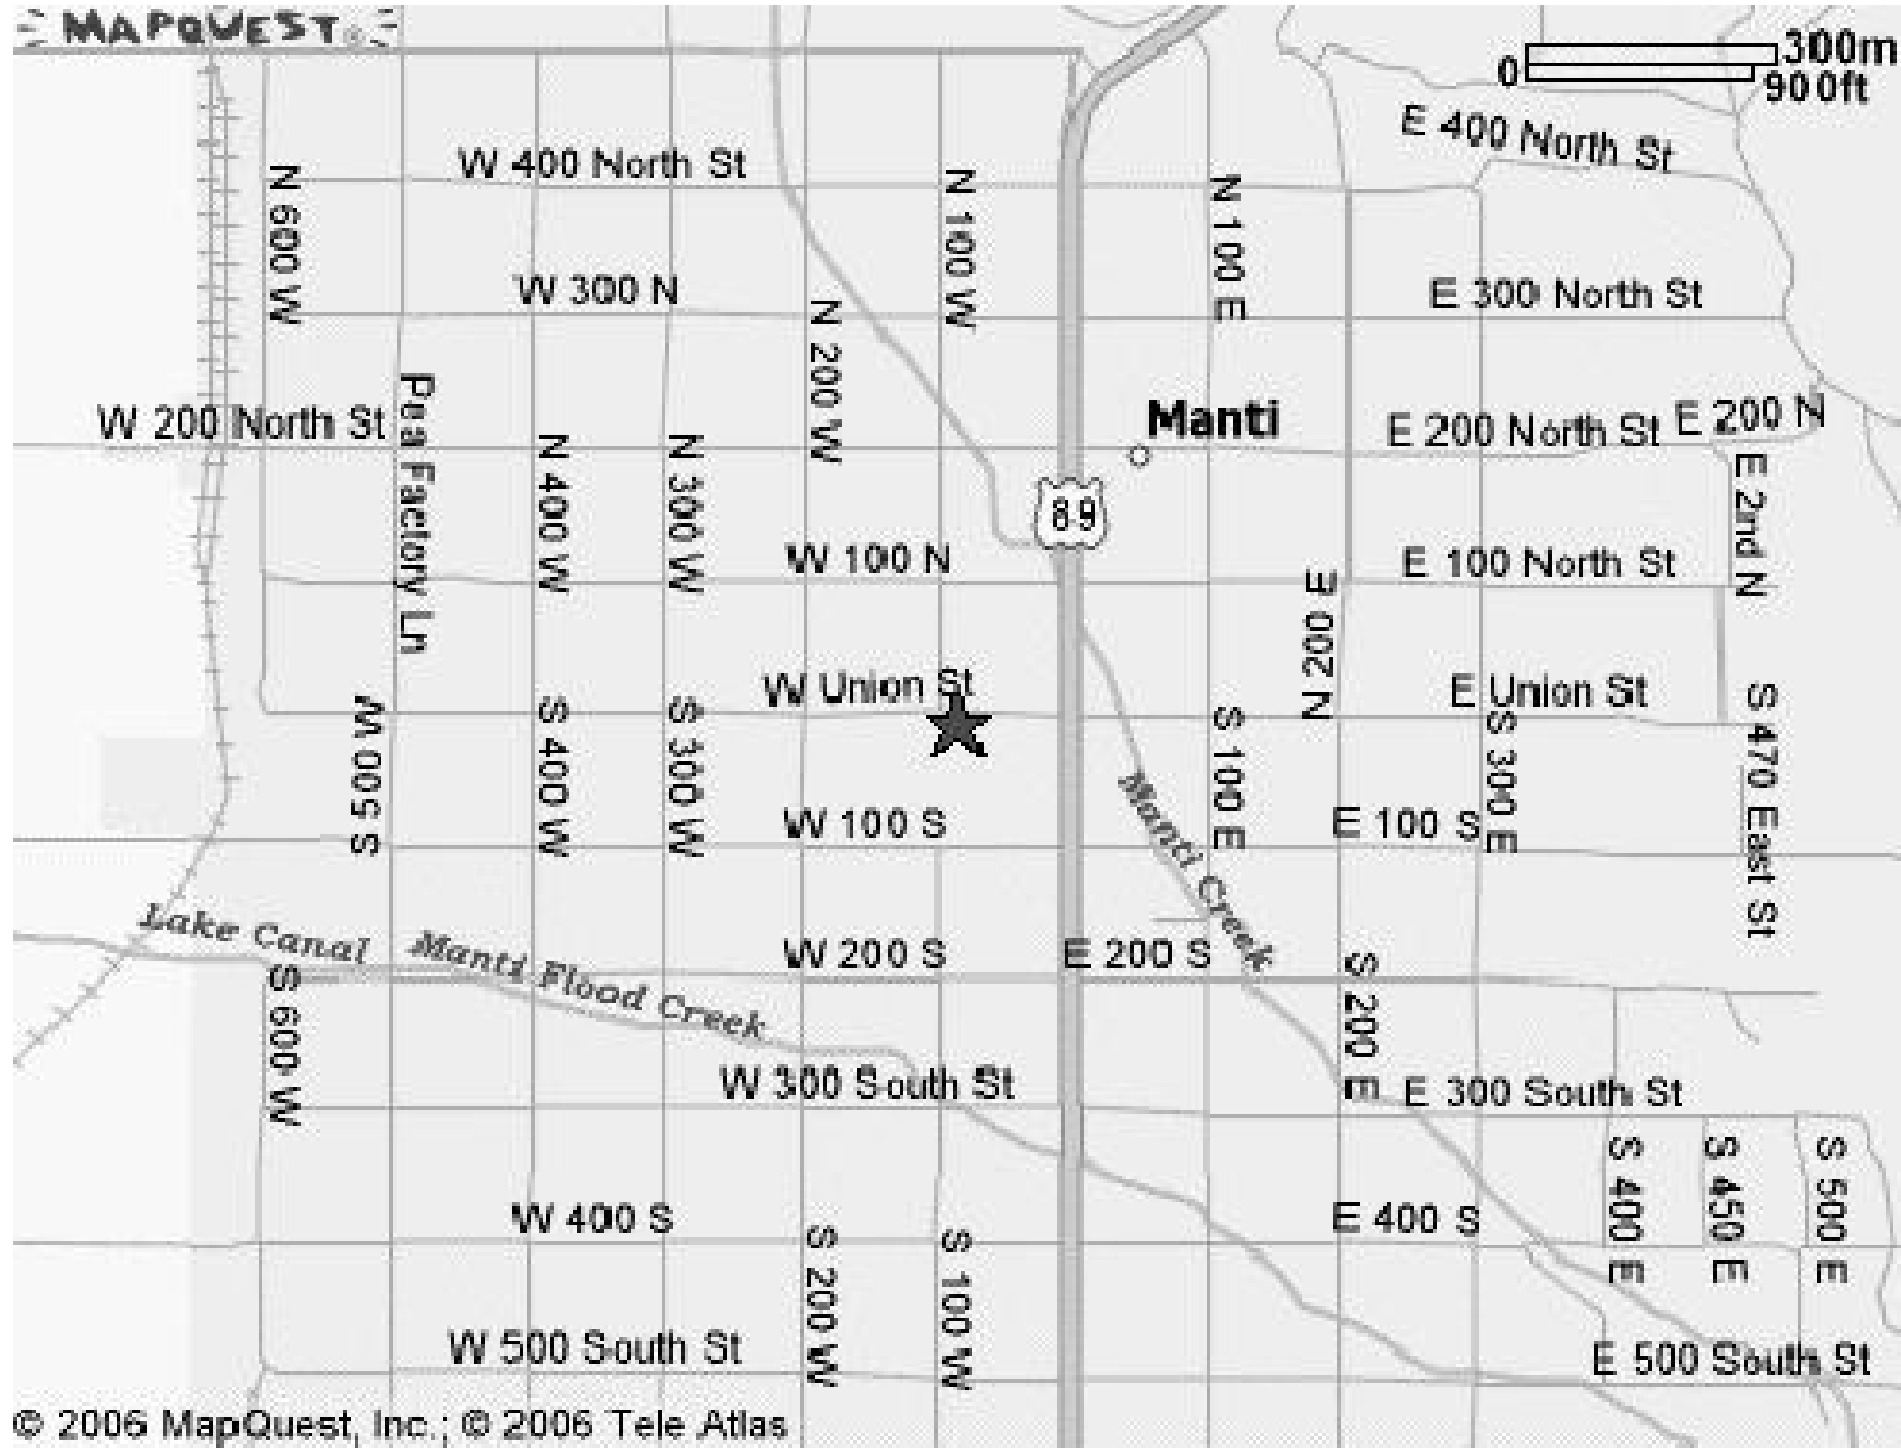 MAPQUEST®
300m
0
900ft
E 400 North St
W 400 North St
N 600 W
N 100 W
N 100 E
W 300 N
E 300 North St
N 200 W
Pea Factory Ln
W 200 North St
Manti
E 200 North St
E 200 N
N 400 W
N 300 W
E 2nd N
89
W 100 N
E 100 North St
N 200 E
W Union St
E Union St
S 500 W
S 400 W
S 300 W
S 100 E
S 300 E
S 470 East St
Manti Creek
W 100 S
E 100 S
Lake Canal
Manti Flood Creek
W 200 S
E 200 S
S 600 W
S 200 E
W 300 South St
E 300 South St
S 400 E
S 450 E
S 500 E
W 400 S
E 400 S
S 200 W
S 100 W
W 500 South St
E 500 South St
© 2006 MapQuest, Inc.; © 2006 Tele Atlas